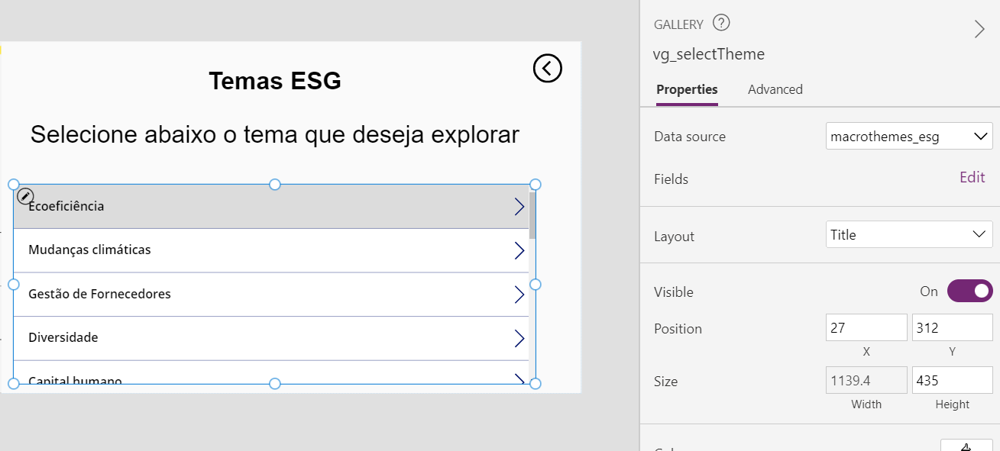 Temas ESG
Selecione abaixo o tema que deseja explorar
Ecoeficiência
Mudanças climáticas
Gestão de Fornecedores
Diversidade
Capital humano
GALLERY ?
vg_selectTheme
Properties Advanced
Data source macrothemes_esg
Fields Edit
Layout Title
Visible On
Position 27 312
X Y
Size 1139.4 435
Width Height